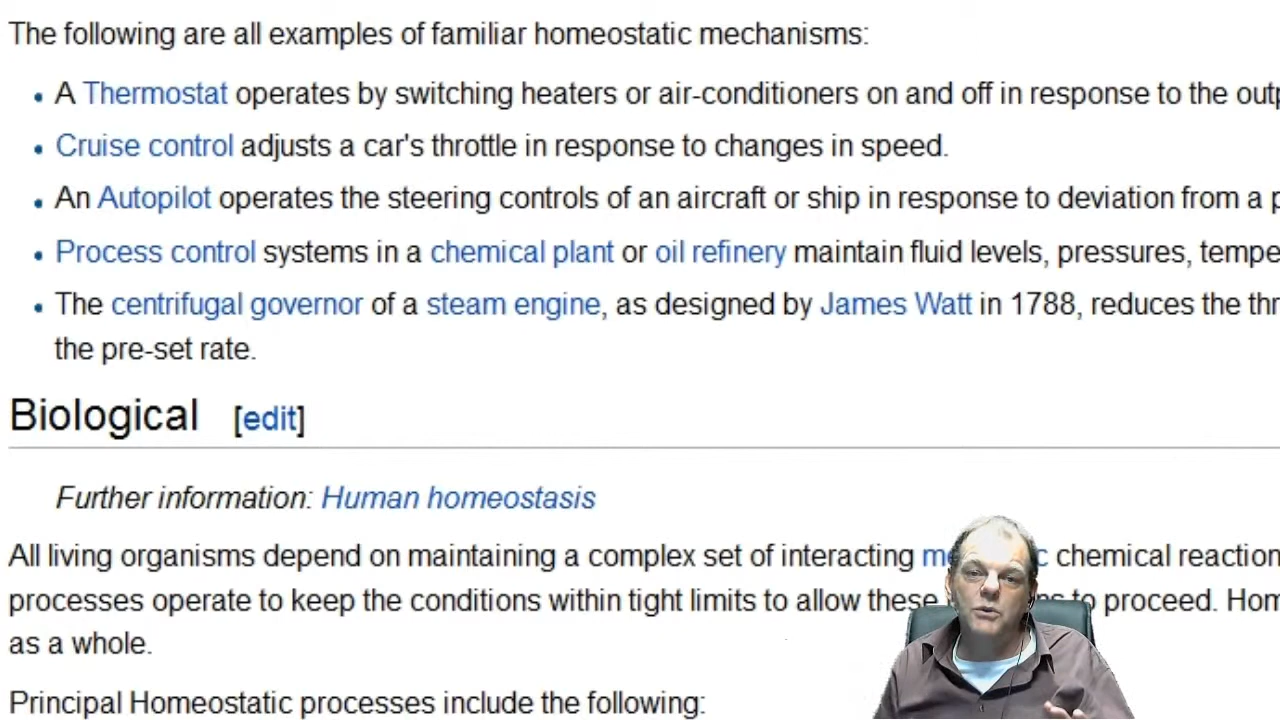 The following are all examples of familiar homeostatic mechanisms:
• A Thermostat operates by switching heaters or air-conditioners on and off in response to the
• Cruise control adjusts a car's throttle in response to changes in speed.
• An Autopilot operates the steering controls of an aircraft or ship in response to deviation from a
• Process control systems in a chemical plant or oil refinery maintain fluid levels, pressures,
• The centrifugal governor of a steam engine, as designed by James Watt in 1788, reduces the
the pre-set rate.
Biological [edit]
Further information: Human homeostasis
All living organisms depend on maintaining a complex set of interacting chemical
processes operate to keep the conditions within tight limits to allow these to proceed.
as a whole.
Principal Homeostatic processes include the following: